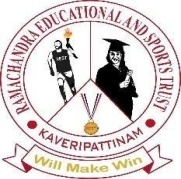 RAMACHANDRA EDUCATIONAL AND SPORTS TRUST
KAVERIPATTINAM
Will Make Win